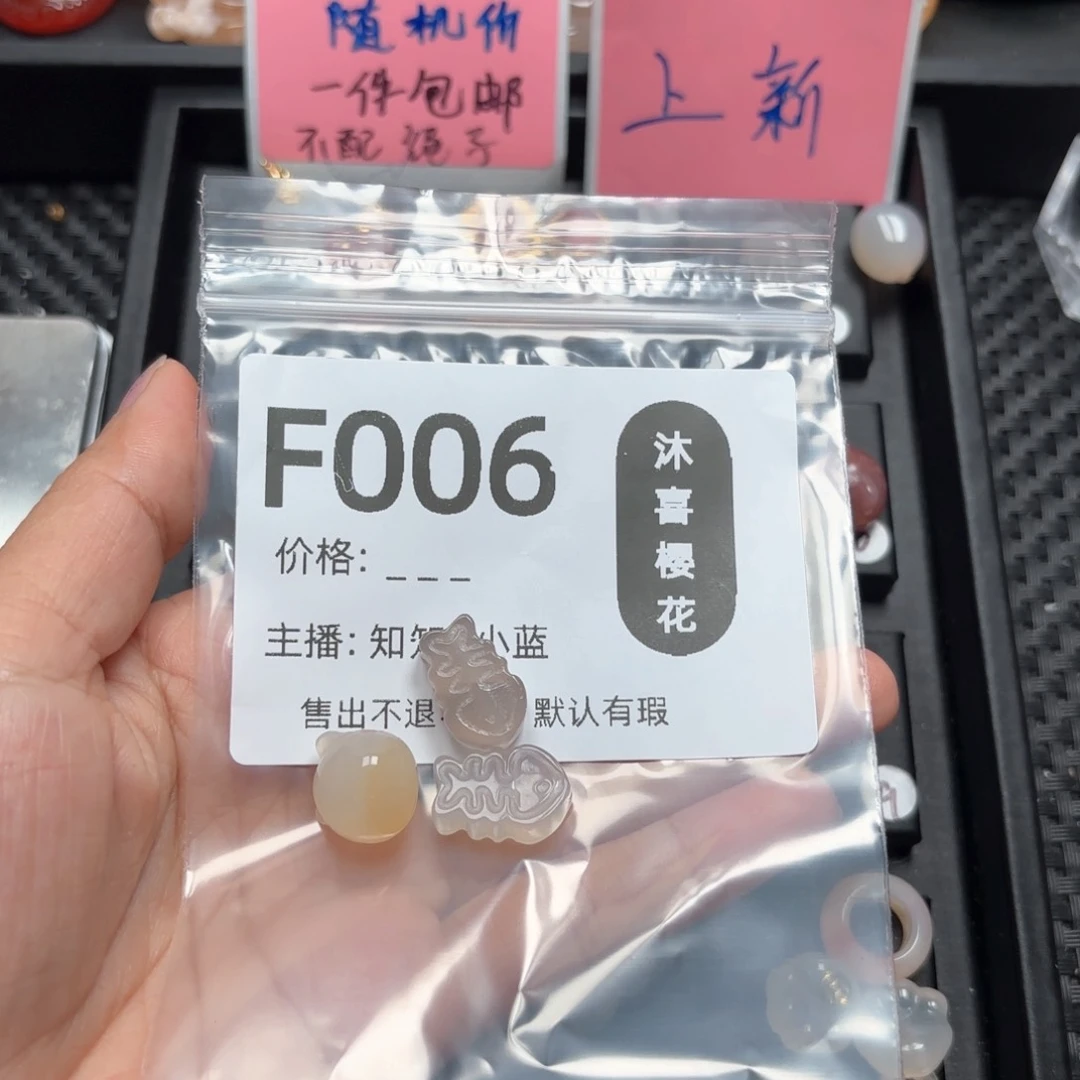 随机价
一件包邮
不配绳子
上新
F006
沐喜樱花
价格: _ _ _
主播: 知 小蓝
售出不退 默认有瑕